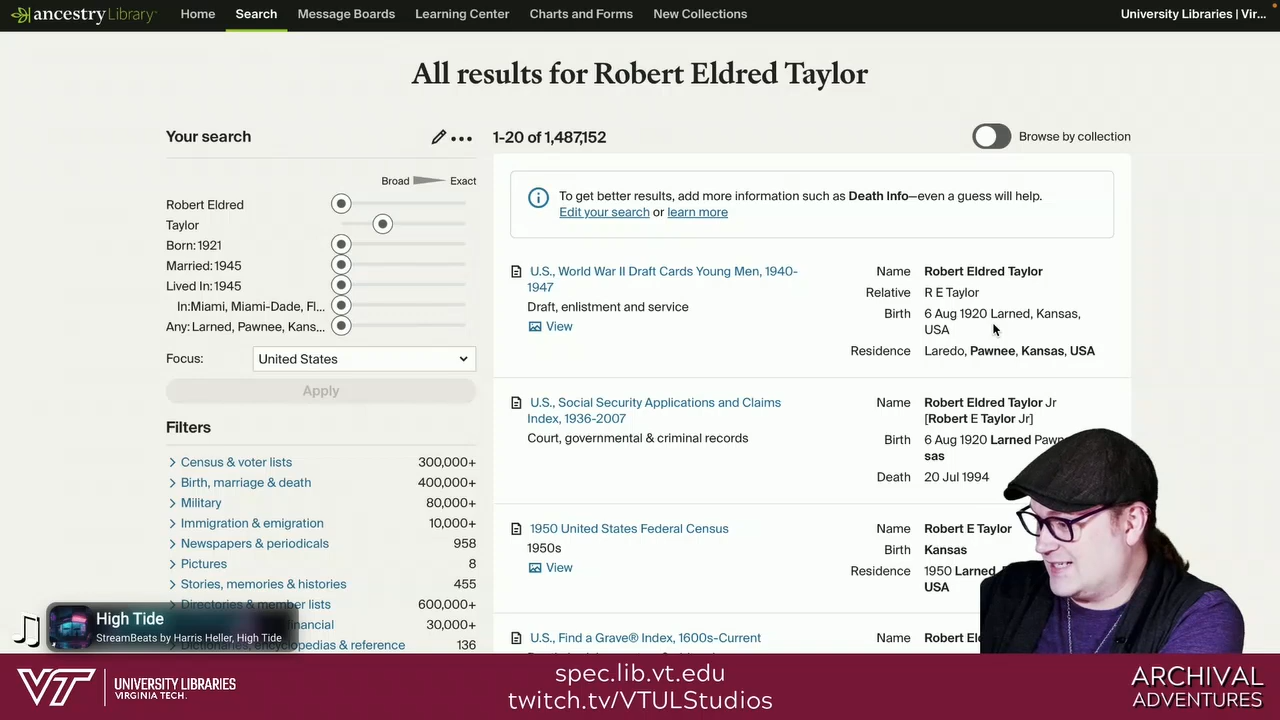 ancestryLibrary
Home
Search
Message Boards
Learning Center
Charts and Forms
New Collections
University Libraries | Vir...
All results for Robert Eldred Taylor
Your search
Broad
Exact
Robert Eldred
Taylor
Born: 1921
Married: 1945
Lived In: 1945
In: Miami, Miami-Dade, Fl...
Any: Larned, Pawnee, Kans...
Focus:
United States
Apply
Filters
Census & voter lists 300,000+
Birth, marriage & death 400,000+
Military 80,000+
Immigration & emigration 10,000+
Newspapers & periodicals 958
Pictures 8
Stories, memories & histories 455
Directories & member lists 600,000+
financial 30,000+
Dictionaries, encyclopedias & reference 136
1-20 of 1,487,152
Browse by collection
To get better results, add more information such as Death Info—even a guess will help.
Edit your search or learn more
U.S., World War II Draft Cards Young Men, 1940-
1947
Draft, enlistment and service
View
Name Robert Eldred Taylor
Relative R E Taylor
Birth 6 Aug 1920 Larned, Kansas,
USA
Residence Laredo, Pawnee, Kansas, USA
U.S., Social Security Applications and Claims
Index, 1936-2007
Court, governmental & criminal records
Name Robert Eldred Taylor Jr
[Robert E Taylor Jr]
Birth 6 Aug 1920 Larned Pawn
sas
Death 20 Jul 1994
1950 United States Federal Census
1950s
View
Name Robert E Taylor
Birth Kansas
Residence 1950 Larned,
USA
U.S., Find a Grave® Index, 1600s-Current
Name Robert El
High Tide
StreamBeats by Harris Heller, High Tide
VT
UNIVERSITY LIBRARIES
VIRGINIA TECH.
spec.lib.vt.edu
twitch.tv/VTULStudios
ARCHIVAL
ADVENTURES